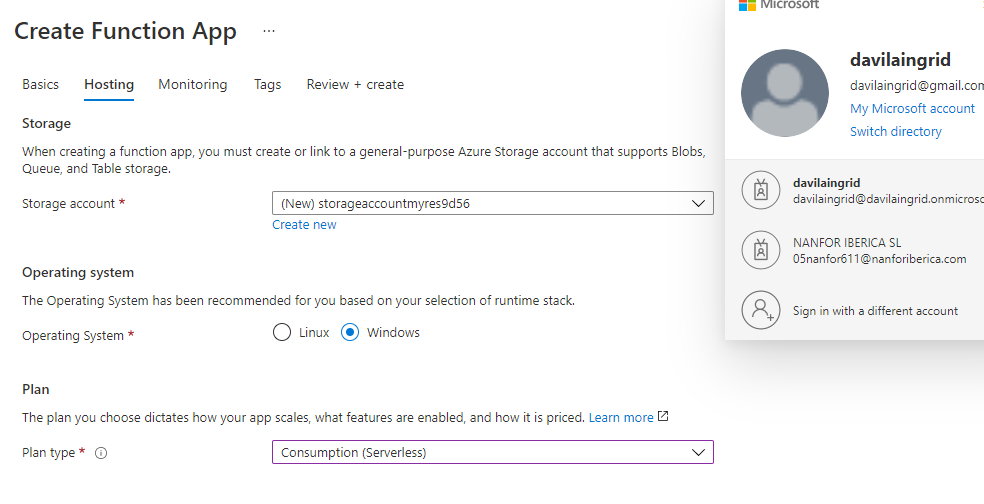 Create Function App ...
Basics Hosting Monitoring Tags Review + create
Storage
When creating a function app, you must create or link to a general-purpose Azure Storage account that supports Blobs,
Queue, and Table storage.
Storage account *
(New) storageaccountmyres9d56
Create new
Operating system
The Operating System has been recommended for you based on your selection of runtime stack.
Operating System *
Linux Windows
Plan
The plan you choose dictates how your app scales, what features are enabled, and how it is priced. Learn more
Plan type *
Consumption (Serverless)
Microsoft
davilaingrid
davilaingrid@gmail.com
My Microsoft account
Switch directory
davilaingrid
davilaingrid@davilaingrid.onmicroso
NANFOR IBERICA SL
05nanfor611@nanforiberica.com
Sign in with a different account